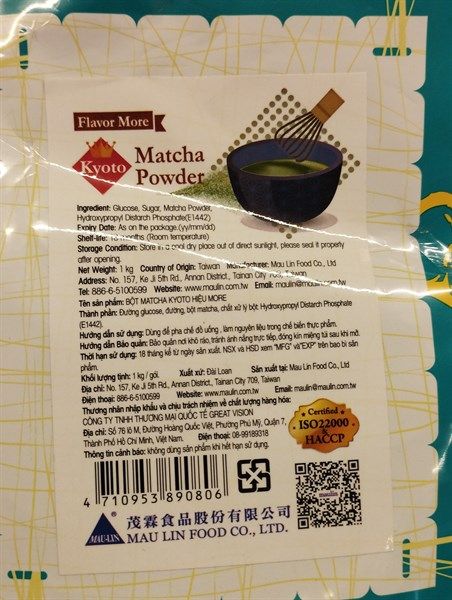 Flavor More
Kyoto
Matcha
Powder
Ingredient: Glucose, Sugar, Matcha Powder,
Hydroxypropyl Distarch Phosphate(E1442)
Expiry Date: As on the package.(yy/mm/dd)
Shelf-life: 18 months (Room temperature)
Storage Condition: Store in a cool dry place out of direct sunlight, please seal it properly
after opening.
Net Weight: 1 kg Country of Origin: Taiwan Manufacturer: Mau Lin Food Co., Ltd
Address: No. 157, Ke Ji 5th Rd., Annan District., Tainan City 709, Taiwan
Tel: 886-6-5100599 Website: www.maulin.com.tw Email: maulin@maulin.com.tw
Tên sản phẩm: BỘT MATCHA KYOTO HIỆU MORE
Thành phần: Đường glucose, đường, bột matcha, chất xử lý bột: Hydroxypropyl Distarch Phosphate
(E1442).
Hướng dẫn sử dụng: Dùng để pha chế đồ uống , làm nguyên liệu trong chế biến thực phẩm.
Hướng dẫn Bảo quản: Bảo quản nơi khô ráo, tránh ánh nắng trực tiếp, đóng kín miệng túi sau khi mở.
Thời hạn sử dụng: 18 tháng kể từ ngày sản xuất. NSX và HSD xem "MFG" và"EXP" trên bao bì sản
phẩm.
Khối lượng tịnh: 1 kg / gói. Xuất xứ: Đài Loan Sản xuất tại: Mau Lin Food Co., Ltd
Địa chỉ: No. 157, Ke Ji 5th Rd., Annan District., Tainan City 709, Taiwan
Điện thoại: 886-6-5100599 Website: www.maulin.com.tw Email: maulin@maulin.com.tw
Thương nhân nhập khẩu và chịu trách nhiệm về chất lượng hàng hóa:
CÔNG TY TNHH THƯƠNG MẠI QUỐC TẾ GREAT VISION
Địa chỉ: Số 76 lô M, Đường Hoàng Quốc Việt, Phường Phú Mỹ, Quận 7,
Thành Phố Hồ Chí Minh, Việt Nam. Điện thoại: 08-99189318
Thông tin cảnh báo: không dùng sản phẩm khi hết hạn sử dụng.
Certified
ISO22000
& HACCP
4 710953 890806
MAU-LIN
茂霖食品股份有限公司
MAU LIN FOOD CO., LTD.